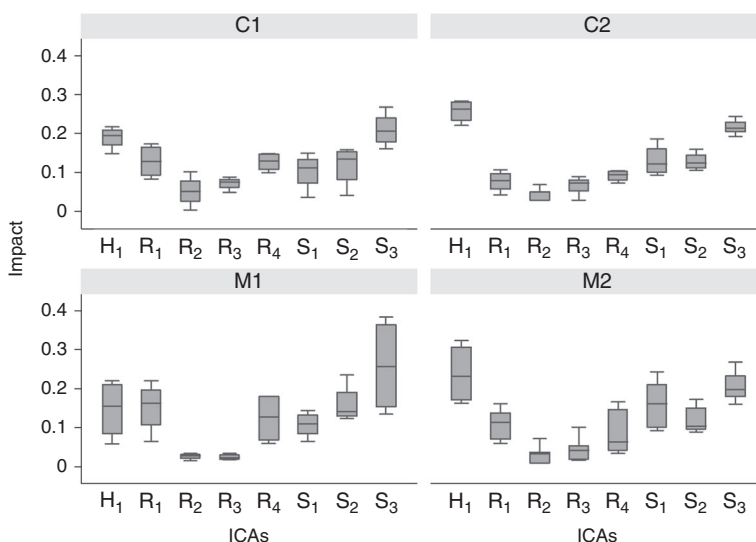 C1 C2
0.4
0.3
0.2
0.1
0
H₁ R₁ R₂ R₃ R₄ S₁ S₂ S₃ H₁ R₁ R₂ R₃ R₄ S₁ S₂ S₃
Impact
M1 M2
0.4
0.3
0.2
0.1
0
H₁ R₁ R₂ R₃ R₄ S₁ S₂ S₃ H₁ R₁ R₂ R₃ R₄ S₁ S₂ S₃
ICAs ICAs